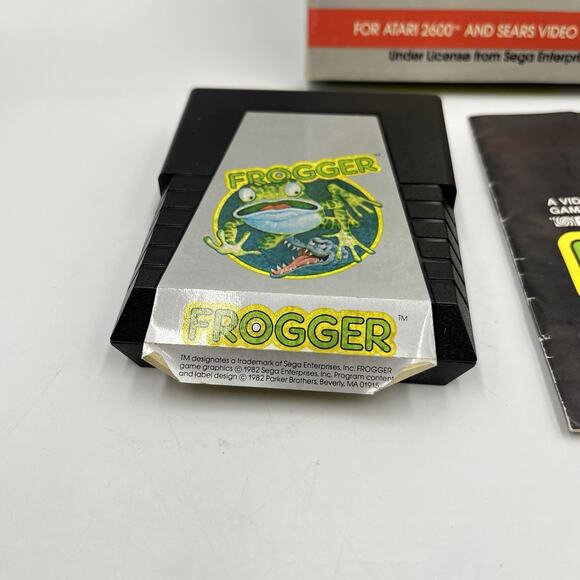 FOR ATARI 2600™ AND SEARS VIDEO
Under License from Sega
FROGGER™
FROGGER™
TM designates a trademark of Sega Enterprises, Inc. FROGGER
game graphics © 1982 Sega Enterprises, Inc. Program content
and label design © 1982 Parker Brothers, Beverly, MA 01915
A VID
GAM